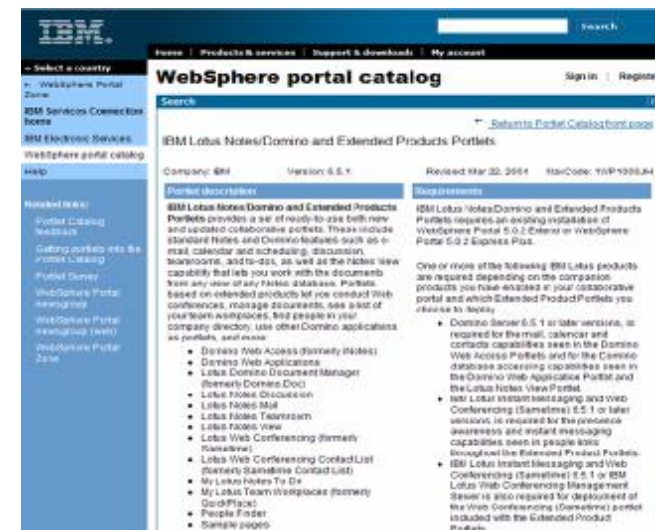 IBM.
Search
Home | Products & services | Support & downloads | My account
Select a country
WebSphere Portal
Zone
IBM Services Connection
home
IBM Electronic Services
WebSphere portal catalog
Help
Related links:
Portlet Catalog
feedback
Getting portlets into the
Portlet Catalog
Portlet Survey
WebSphere Portal
newsgroup
WebSphere Portal
newsgroup (web)
WebSphere Portal
Zone
WebSphere portal catalog
Sign in | Registe
Search
Return to Portlet Catalog front page
IBM Lotus Notes/Domino and Extended Products Portlets
Company: IBM Version: 6.5.1 Revised: Mar 22, 2004 NavCode:
Portlet description
IBM Lotus Notes/Domino and Extended Products
Portlets provides a set of ready-to-use both new
and updated collaborative portlets. These include
standard Notes and Domino features such as e-
mail, calendar and scheduling, discussion,
teamrooms, and to-dos, as well as the Notes View
capability that lets you work with the documents
from any view of any Notes database. Portlets
based on extended products let you conduct Web
conferences, manage documents, see a list of
your team workplaces, find people in your
company directory, use other Domino applications
as portlets, and more:
Domino Web Access (formerly iNotes)
Domino Web Applications
Lotus Domino Document Manager
(formerly Domino.Doc)
Lotus Notes Discussion
Lotus Notes Mail
Lotus Notes Teamroom
Lotus Notes View
Lotus Web Conferencing (formerly
Sametime)
Lotus Web Conferencing Contact List
(formerly Sametime Contact List)
My Lotus Notes To Do
My Lotus Team Workplaces (formerly
QuickPlace)
People Finder
Sample pages
Requirements
IBM Lotus Notes/Domino and Extended Products
Portlets requires an existing installation of
WebSphere Portal 5.0.2 Extend or WebSphere
Portal 5.0.2 Express Plus.
One or more of the following IBM Lotus products
are required depending on the companion
products you have enabled in your collaborative
portal and which Extended Product Portlets you
choose to deploy.
Domino Server 6.5.1 or later versions, is
required for the mail, calendar and
contacts capabilities seen in the Domino
Web Access Portlets and for the Domino
database accessing capabilities seen in
the Domino Web Application Portlet and
the Lotus Notes View Portlet.
IBM Lotus Instant Messaging and Web
Conferencing (Sametime) 6.5.1 or later
versions, is required for the presence
awareness and instant messaging
capabilities seen in people links
throughout the Extended Product Portlets.
IBM Lotus Instant Messaging and Web
Conferencing (Sametime) 6.5.1 or IBM
Lotus Web Conferencing Management
Server is also required for deployment of
the Web Conferencing (Sametime) portlet
included with the Extended Product
Portlets.